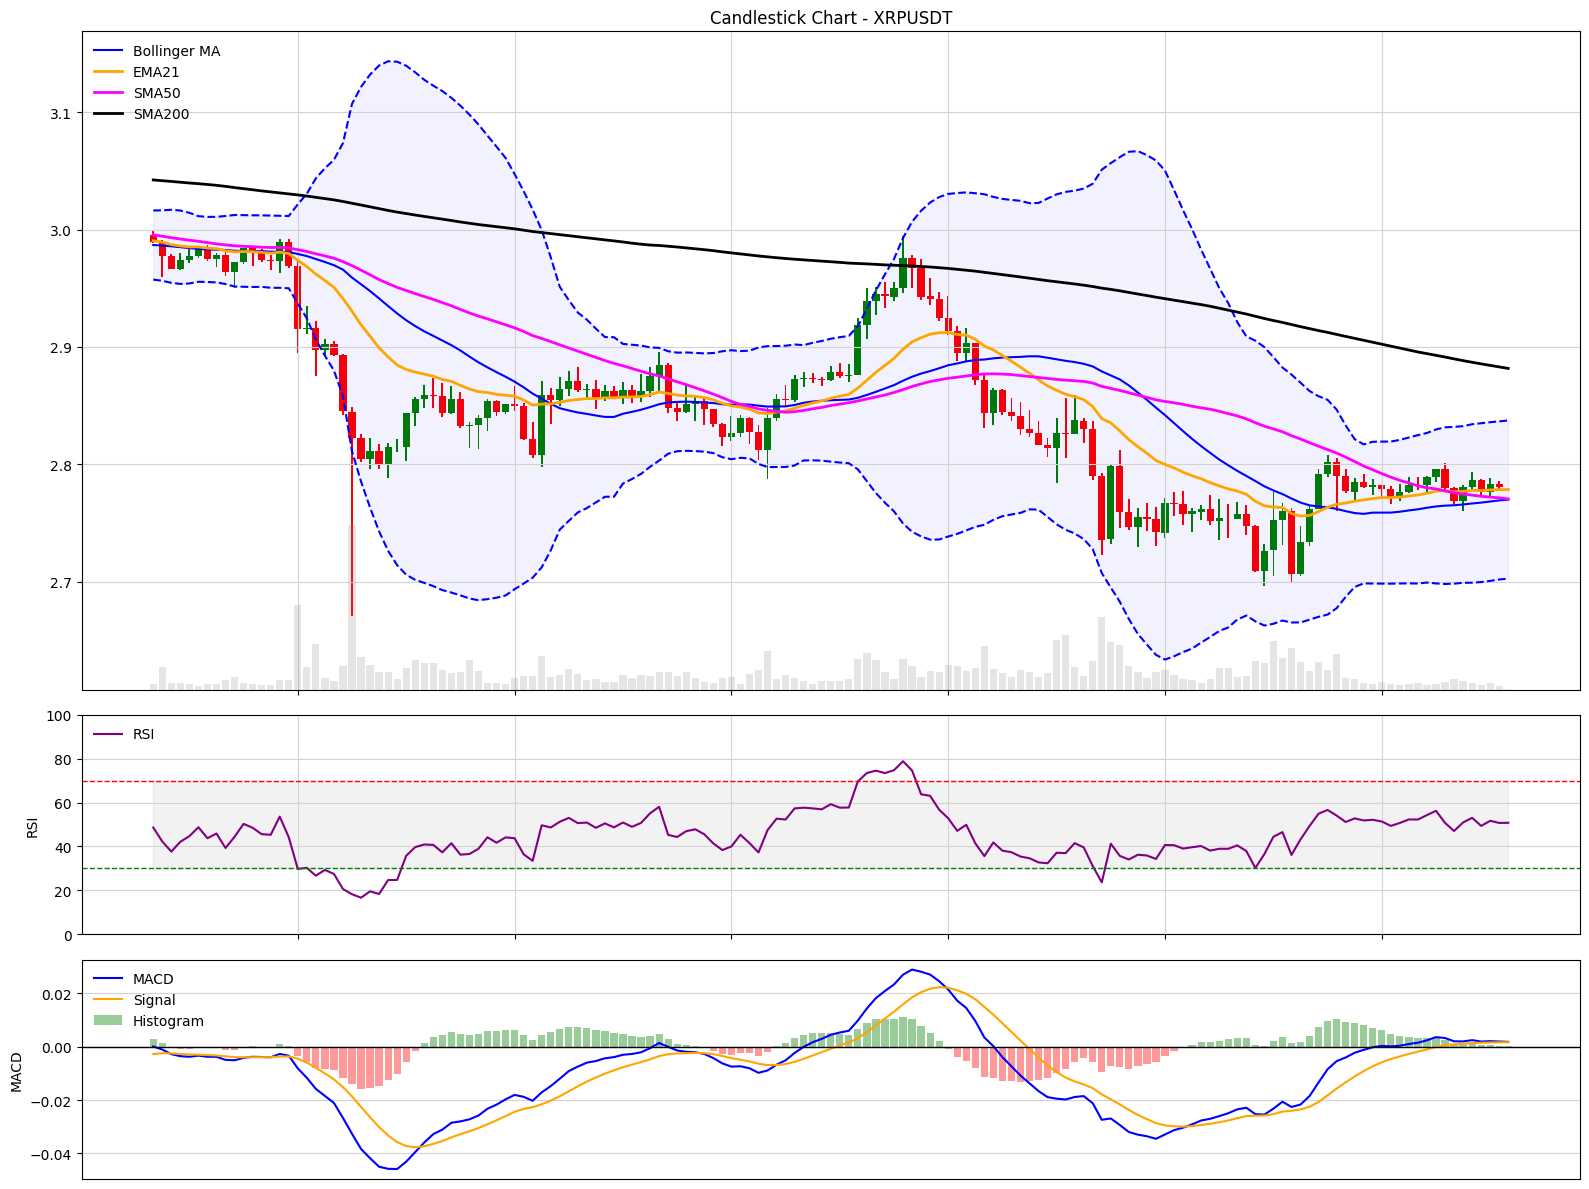 Candlestick Chart - XRPUSDT
Bollinger MA
EMA21
SMA50
SMA200
3.1
3.0
2.9
2.8
2.7
RSI
100
80
60
40
20
0
RSI
MACD
Signal
Histogram
0.02
0.00
−0.02
−0.04
MACD